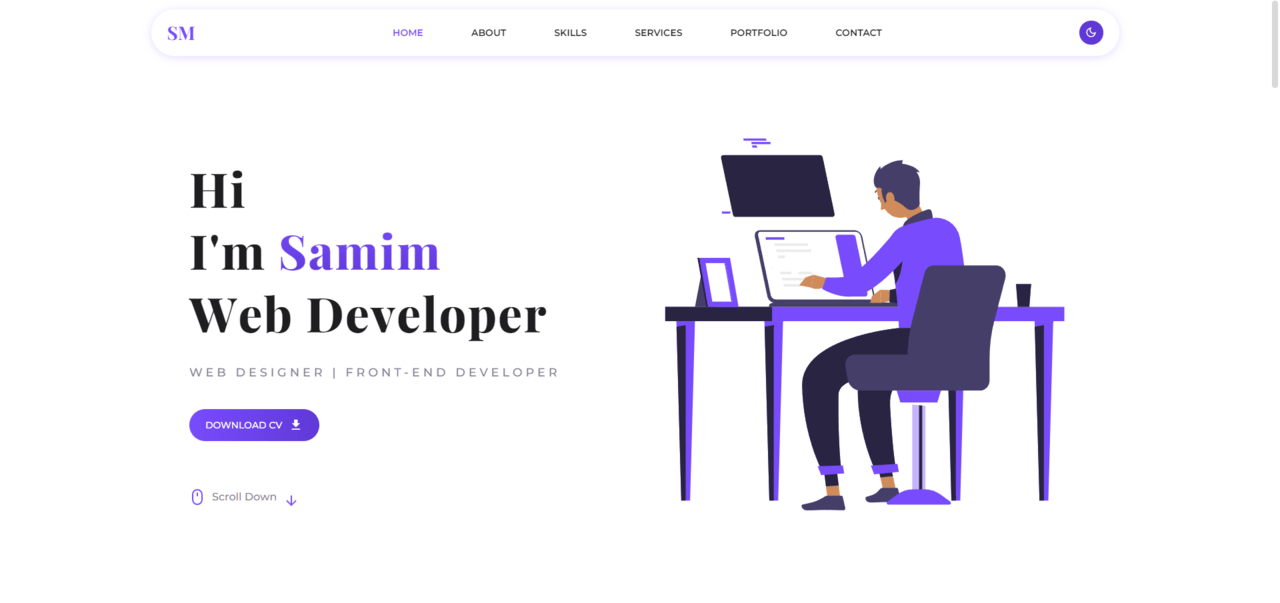 SM
HOME
ABOUT
SKILLS
SERVICES
PORTFOLIO
CONTACT
Hi
I'm Samim
Web Developer
WEB DESIGNER | FRONT-END DEVELOPER
DOWNLOAD CV
Scroll Down